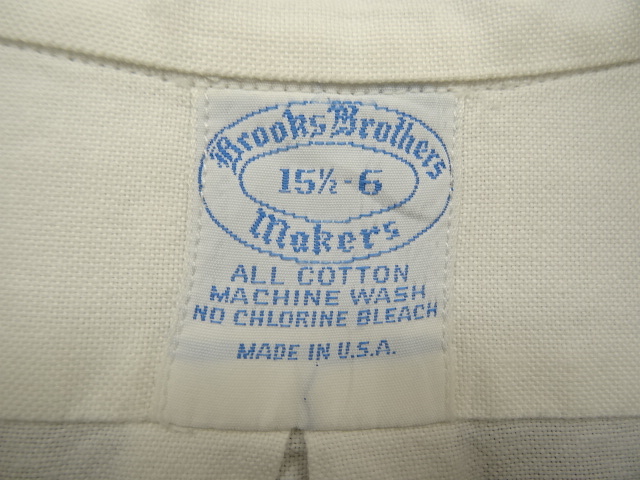 Brooks Brothers
15½-6
Makers
ALL COTTON
MACHINE WASH
NO CHLORINE BLEACH
MADE IN U.S.A.